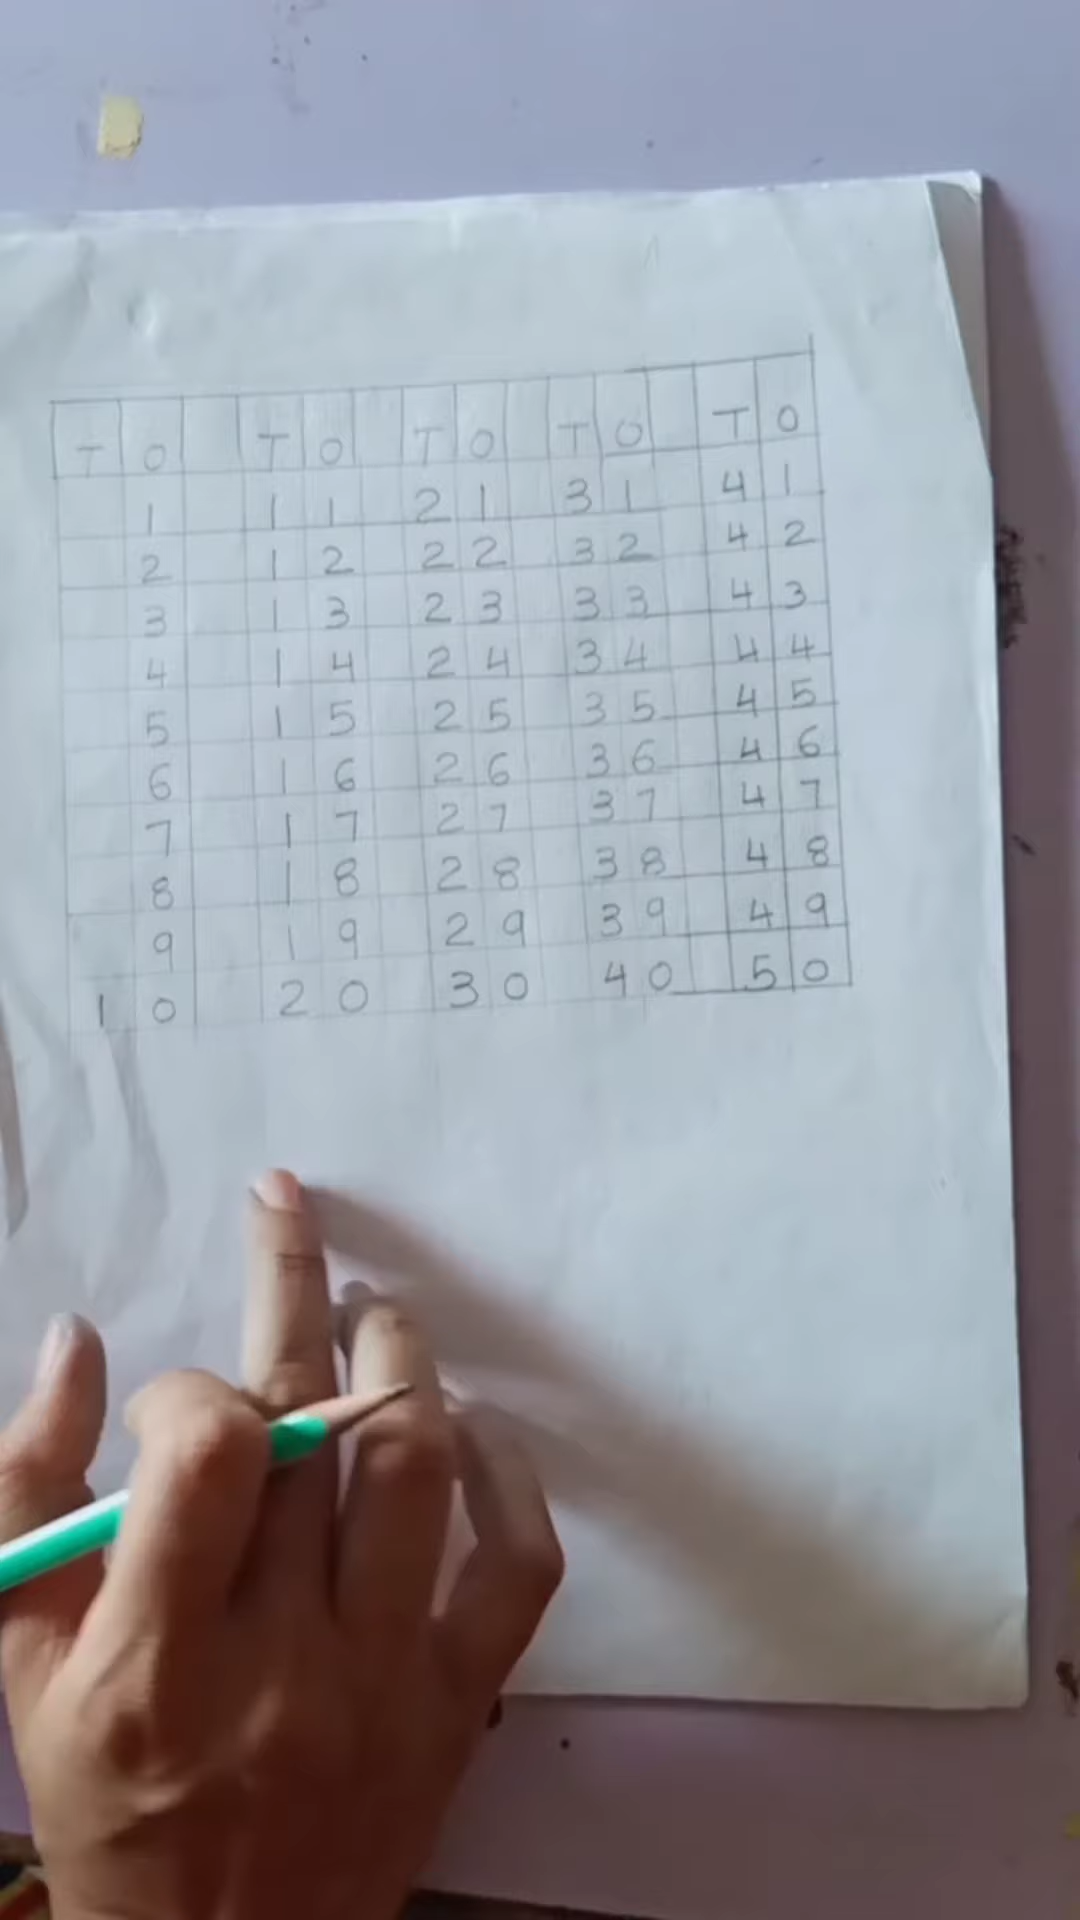 T O T O T O T O T O
1 1 1 2 1 3 1 4 1
2 1 2 2 2 3 2 4 2
3 1 3 2 3 3 3 4 3
4 1 4 2 4 3 4 4 4
5 1 5 2 5 3 5 4 5
6 1 6 2 6 3 6 4 6
7 1 7 2 7 3 7 4 7
8 1 8 2 8 3 8 4 8
9 1 9 2 9 3 9 4 9
1 0 2 0 3 0 4 0 5 0